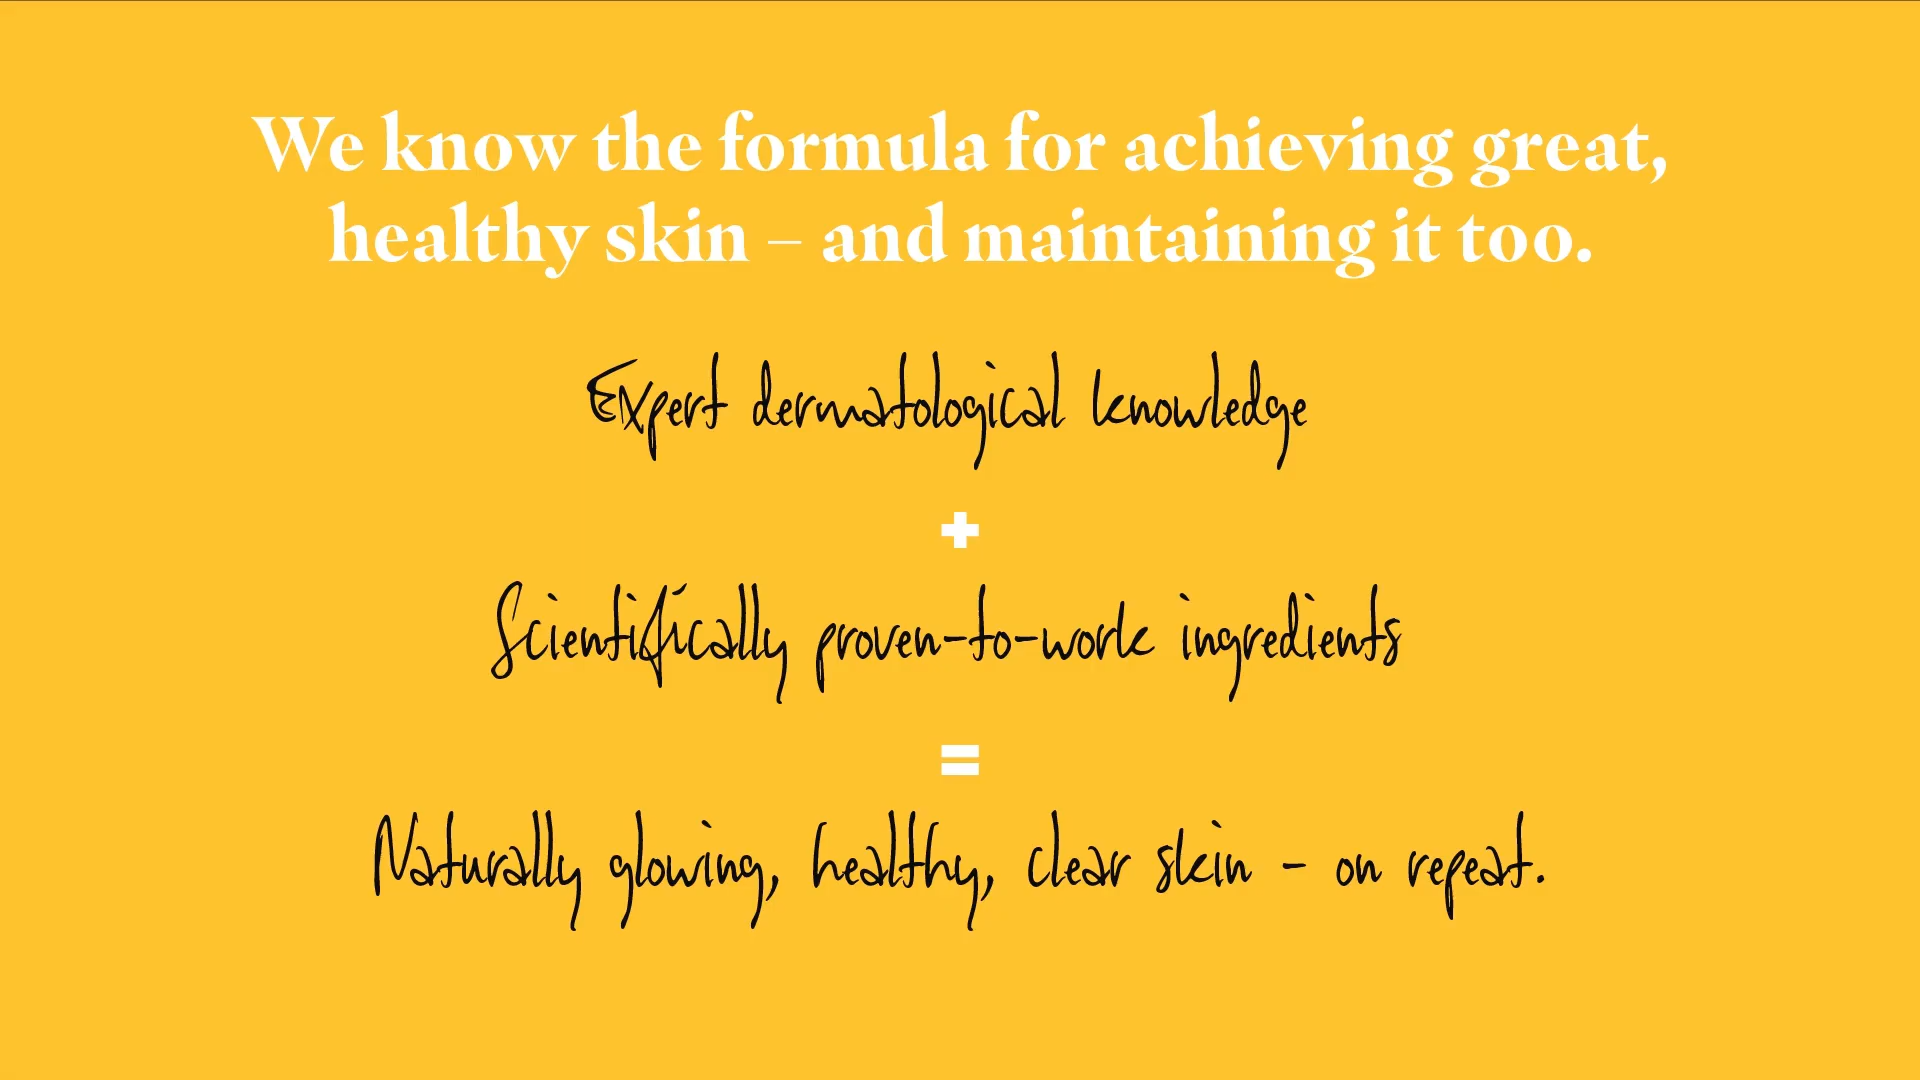 We know the formula for achieving great,
healthy skin – and maintaining it too.
Expert dermatological knowledge
+
Scientifically proven-to-work ingredients
=
Naturally glowing, healthy, clear skin - on repeat.